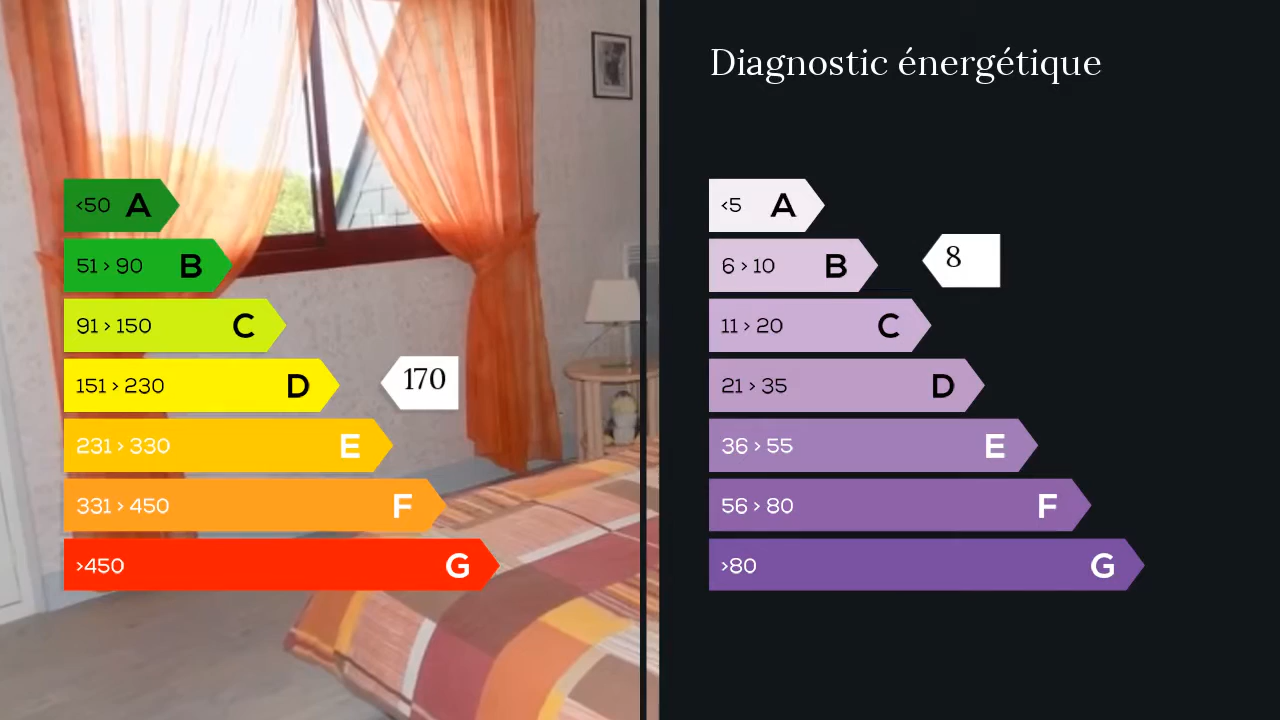 Diagnostic énergétique
<50 A
51 > 90 B
91 > 150 C
151 > 230 D
170
231 > 330 E
331 > 450 F
>450 G
<5 A
6 > 10 B
8
11 > 20 C
21 > 35 D
36 > 55 E
56 > 80 F
>80 G